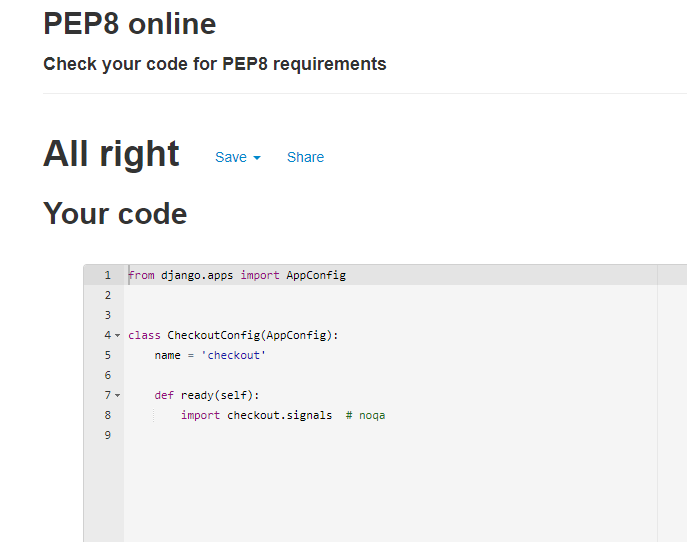 PEP8 online
Check your code for PEP8 requirements
All right Save Share
Your code
1 from django.apps import AppConfig
2
3
4 class CheckoutConfig(AppConfig):
5     name = 'checkout'
6
7     def ready(self):
8         import checkout.signals  # noqa
9